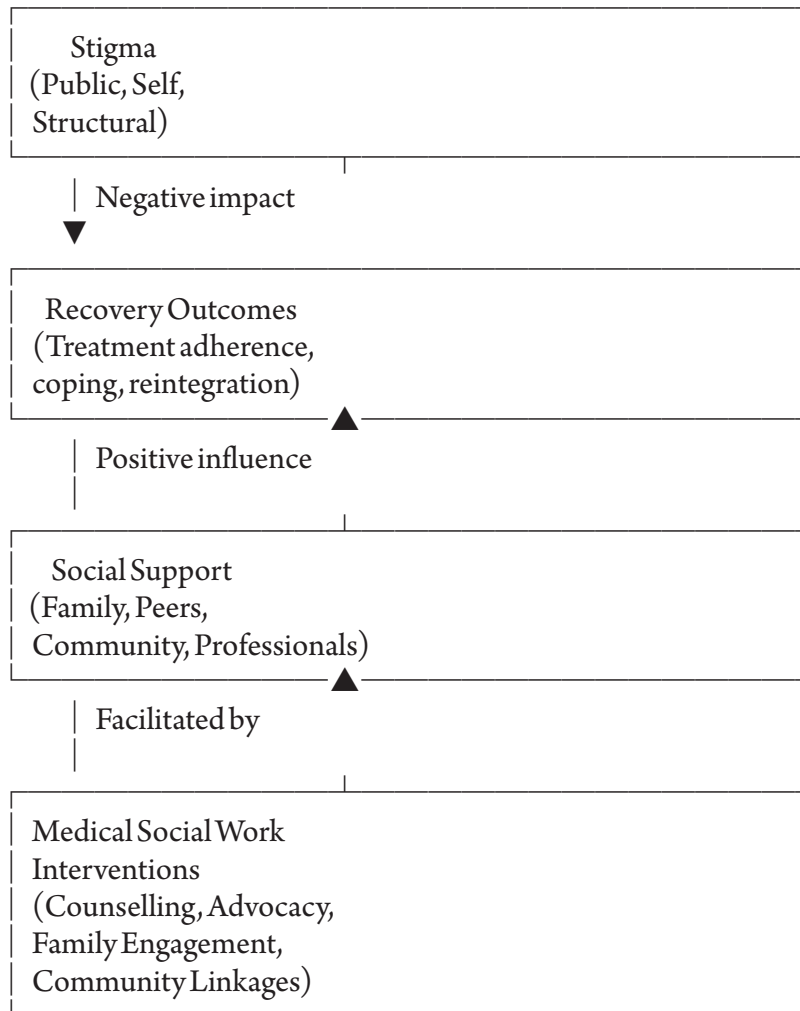 Stigma
(Public, Self,
Structural)
Negative impact
Recovery Outcomes
(Treatment adherence,
coping, reintegration)
Positive influence
Social Support
(Family, Peers,
Community, Professionals)
Facilitated by
Medical Social Work
Interventions
(Counselling, Advocacy,
Family Engagement,
Community Linkages)